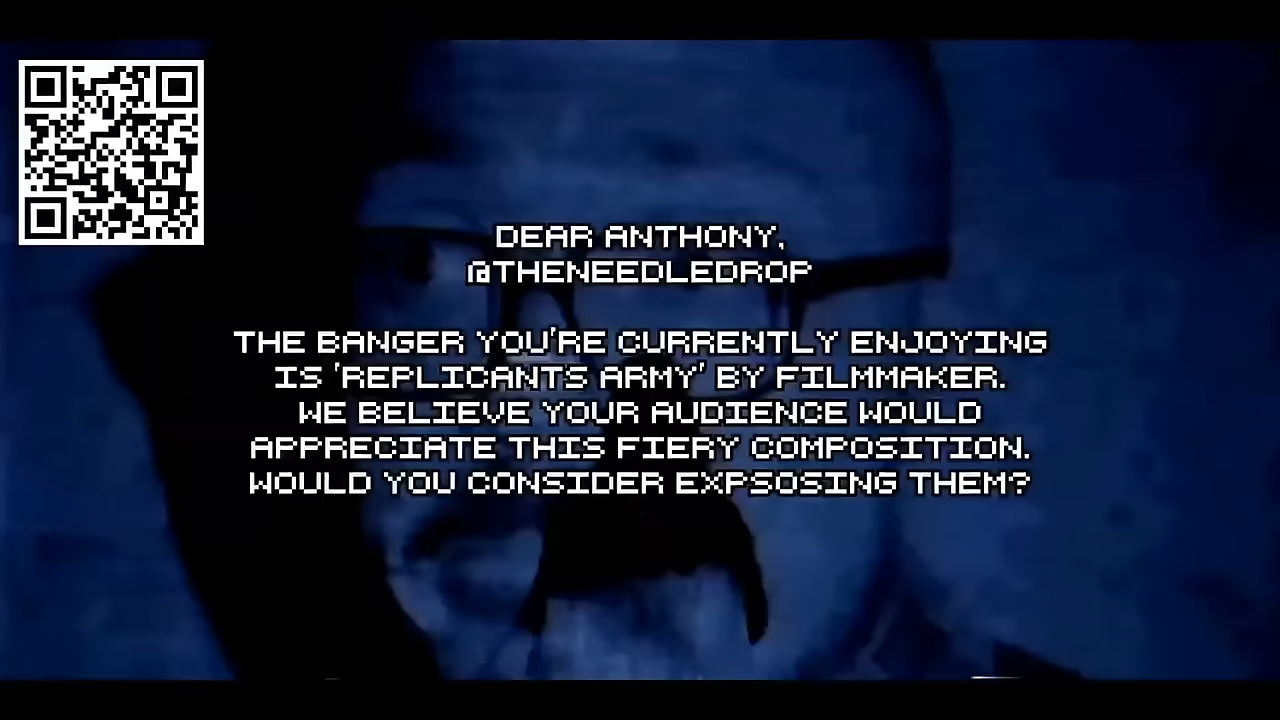 DEAR ANTHONY,
@THENEEDLEDROP
THE BANGER YOU'RE CURRENTLY ENJOYING
IS 'REPLICANTS ARMY' BY FILMMAKER.
WE BELIEVE YOUR AUDIENCE WOULD
APPRECIATE THIS FIERY COMPOSITION.
WOULD YOU CONSIDER EXPSOSING THEM?